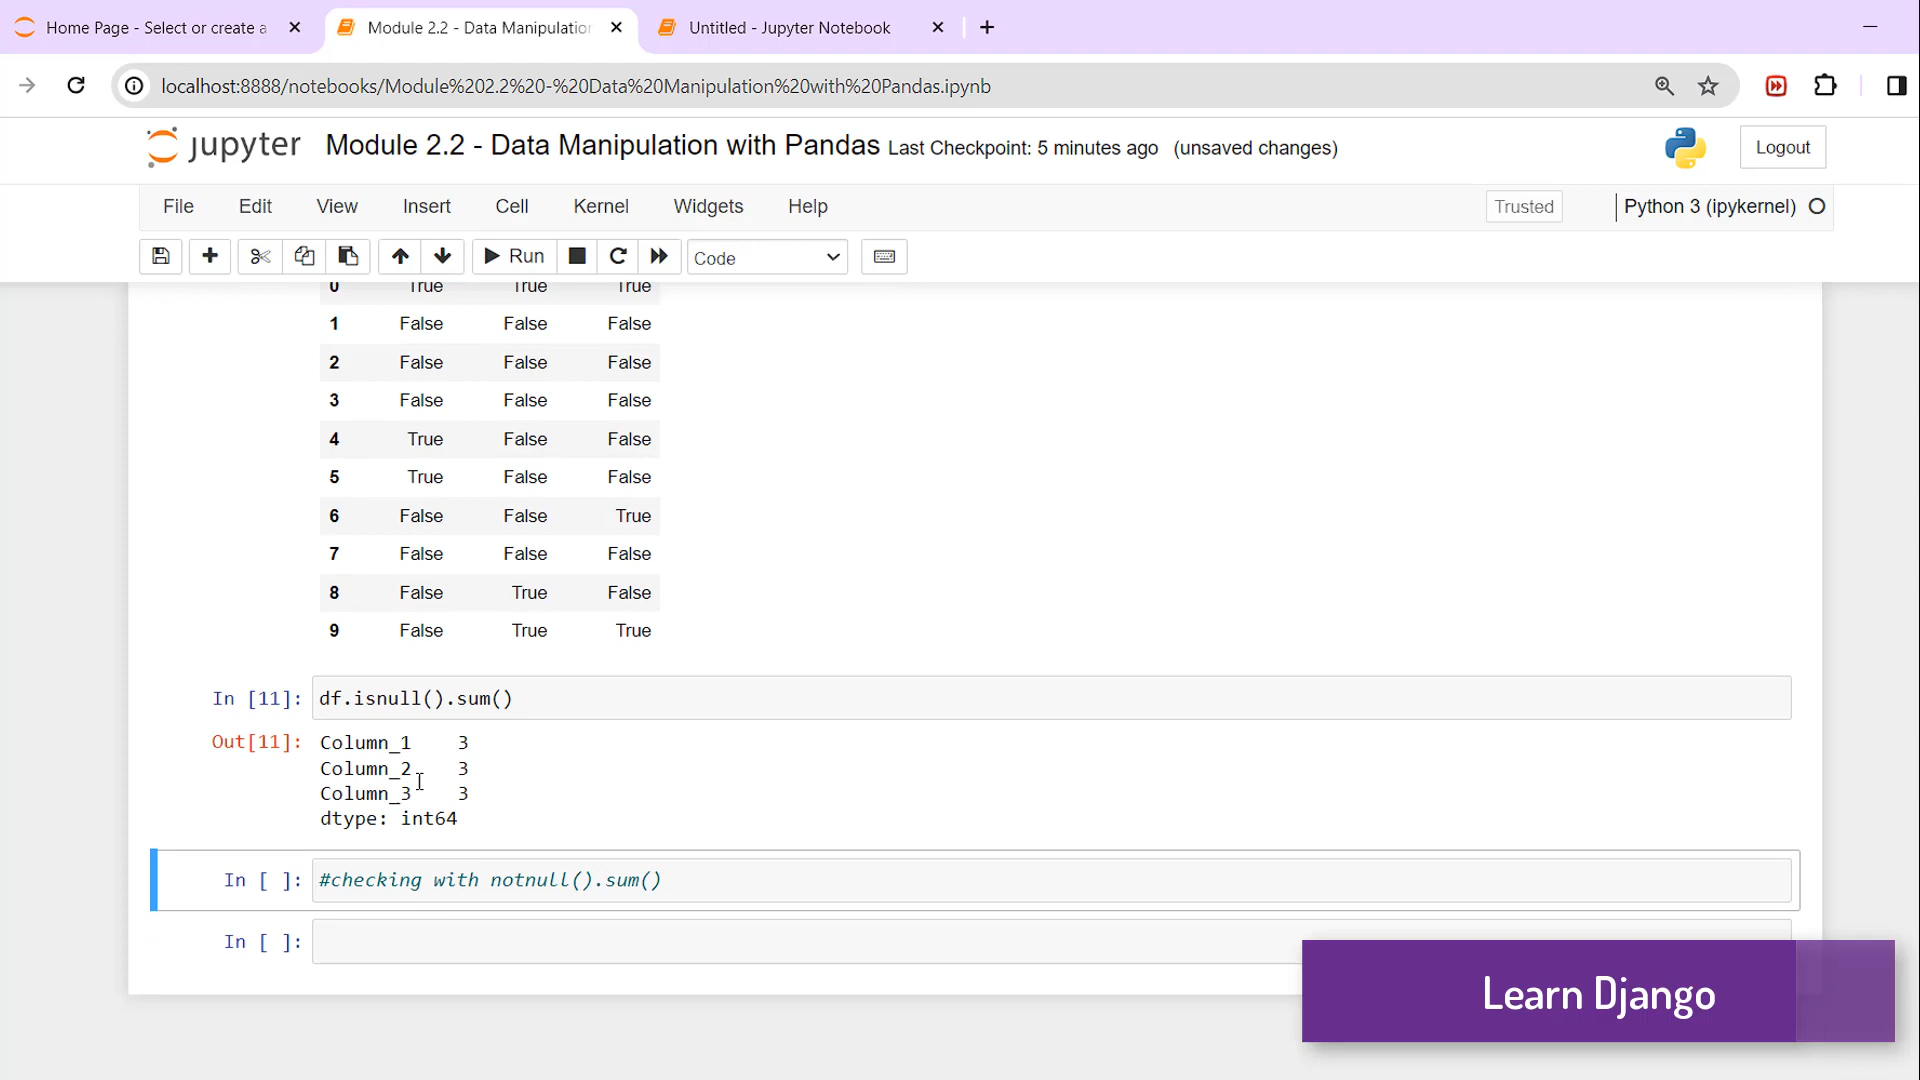 Home Page - Select or create a
Module 2.2 - Data Manipulation
Untitled - Jupyter Notebook
localhost:8888/notebooks/Module%202.2%20-%20Data%20Manipulation%20with%20Pandas.ipynb
jupyter Module 2.2 - Data Manipulation with Pandas Last Checkpoint: 5 minutes ago (unsaved changes)
Logout
File Edit View Insert Cell Kernel Widgets Help
Trusted
Python 3 (ipykernel)
Run
Code
0 True True True
1 False False False
2 False False False
3 False False False
4 True False False
5 True False False
6 False False True
7 False False False
8 False True False
9 False True True
In [11]: df.isnull().sum()
Out[11]: Column_1 3
Column_2 3
Column_3 3
dtype: int64
In [ ]: #checking with notnull().sum()
In [ ]:
Learn Django